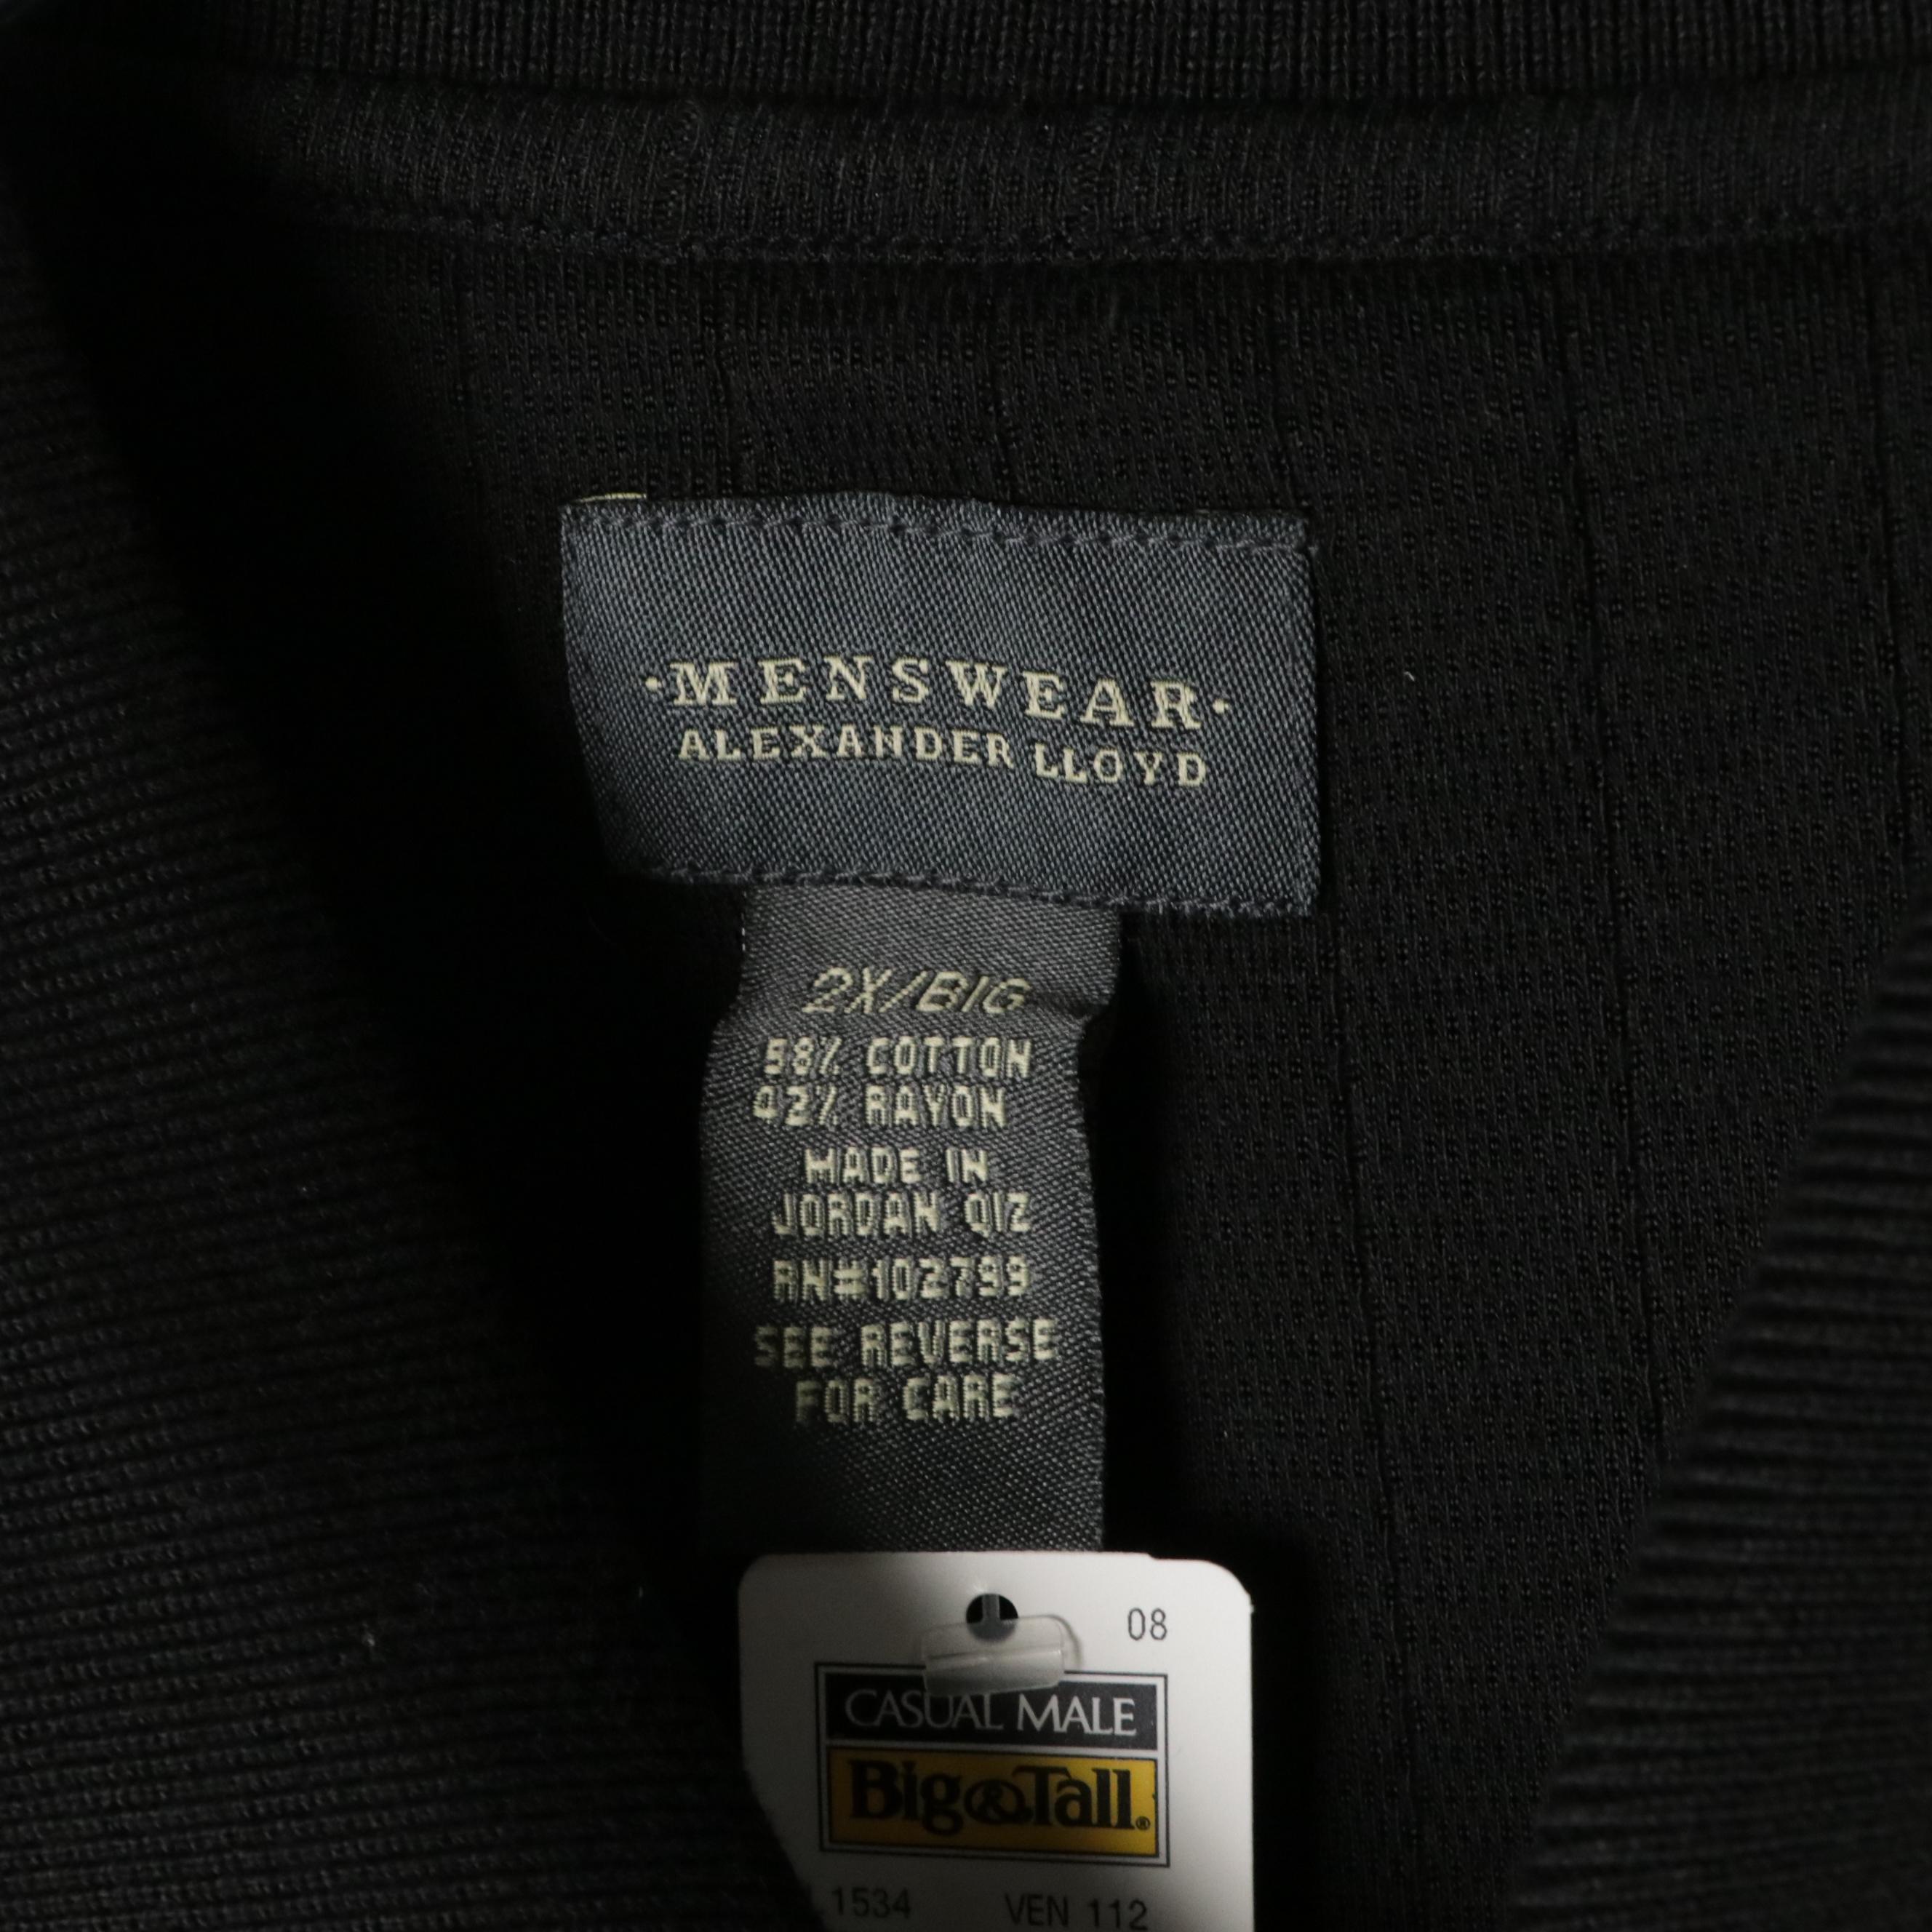 ·MENSWEAR·
ALEXANDER LLOYD
2X/BIG
58% COTTON
42% RAYON
MADE IN
JORDAN QIZ
RN#102799
SEE REVERSE
FOR CARE
08
CASUAL MALE
Big&Tall®
1534 VEN 112